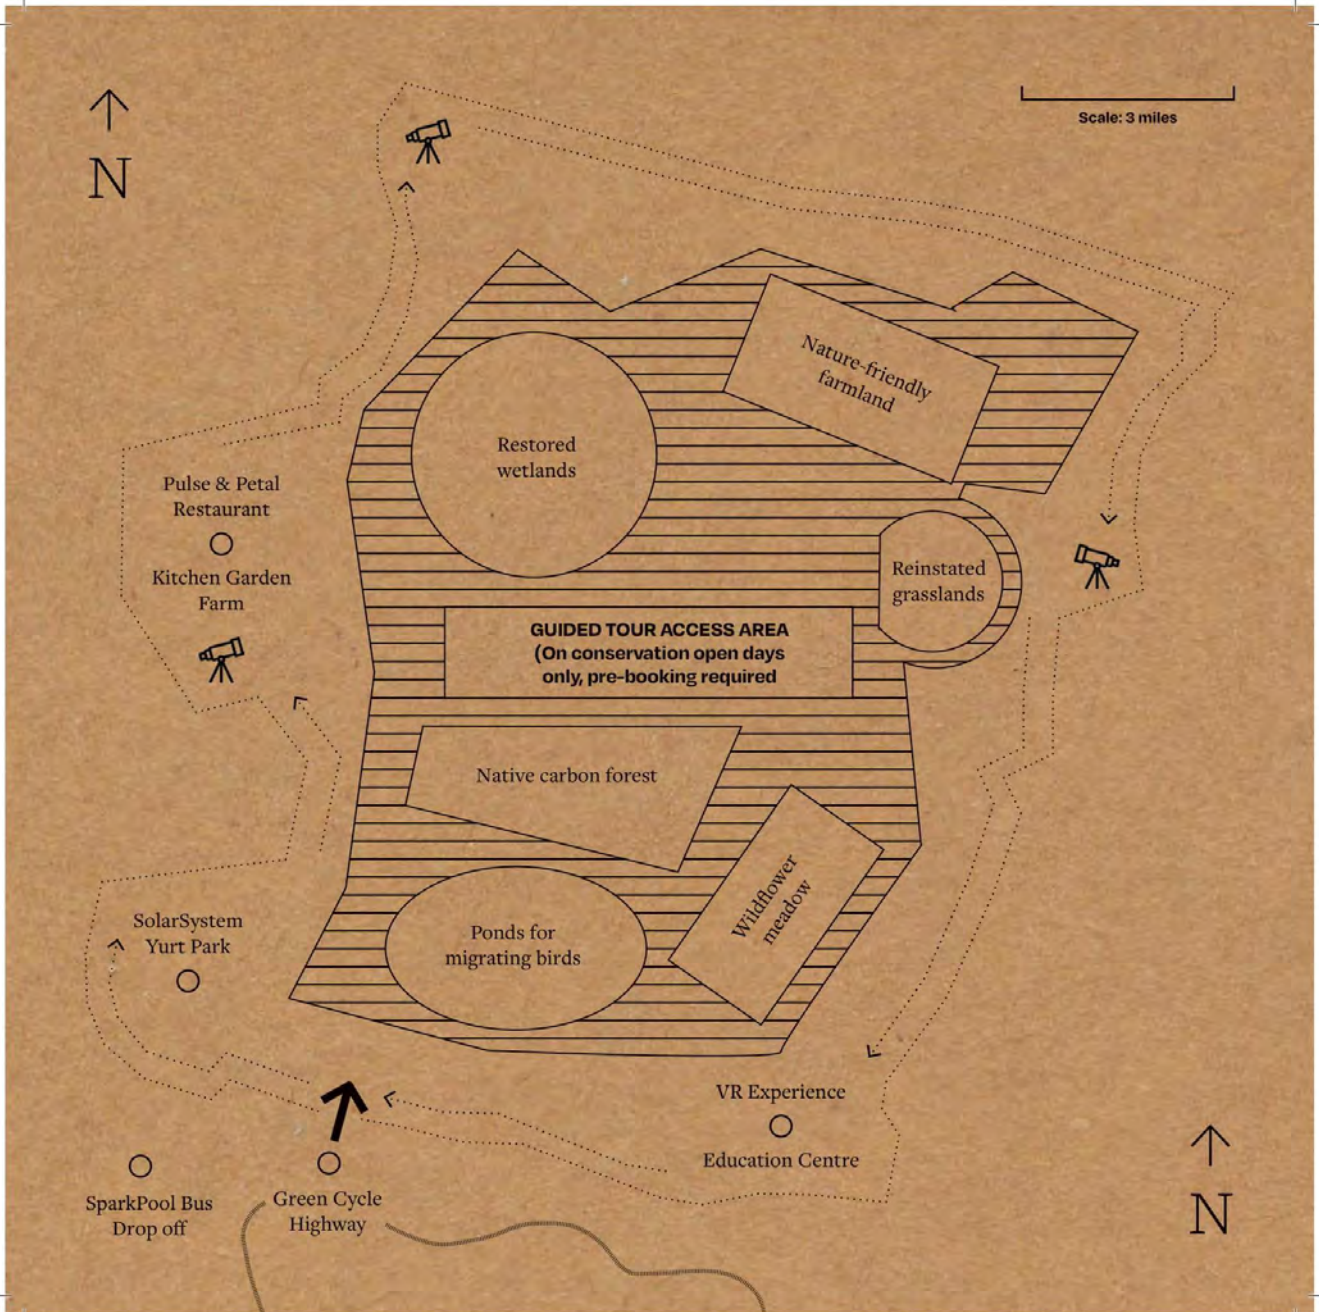 N
Scale: 3 miles
Nature-friendly
farmland
Restored
wetlands
Pulse & Petal
Restaurant
Kitchen Garden
Farm
Reinstated
grasslands
GUIDED TOUR ACCESS AREA
(On conservation open days
only, pre-booking required
Native carbon forest
Wildflower
meadow
SolarSystem
Yurt Park
Ponds for
migrating birds
VR Experience
Education Centre
SparkPool Bus
Drop off
Green Cycle
Highway
N